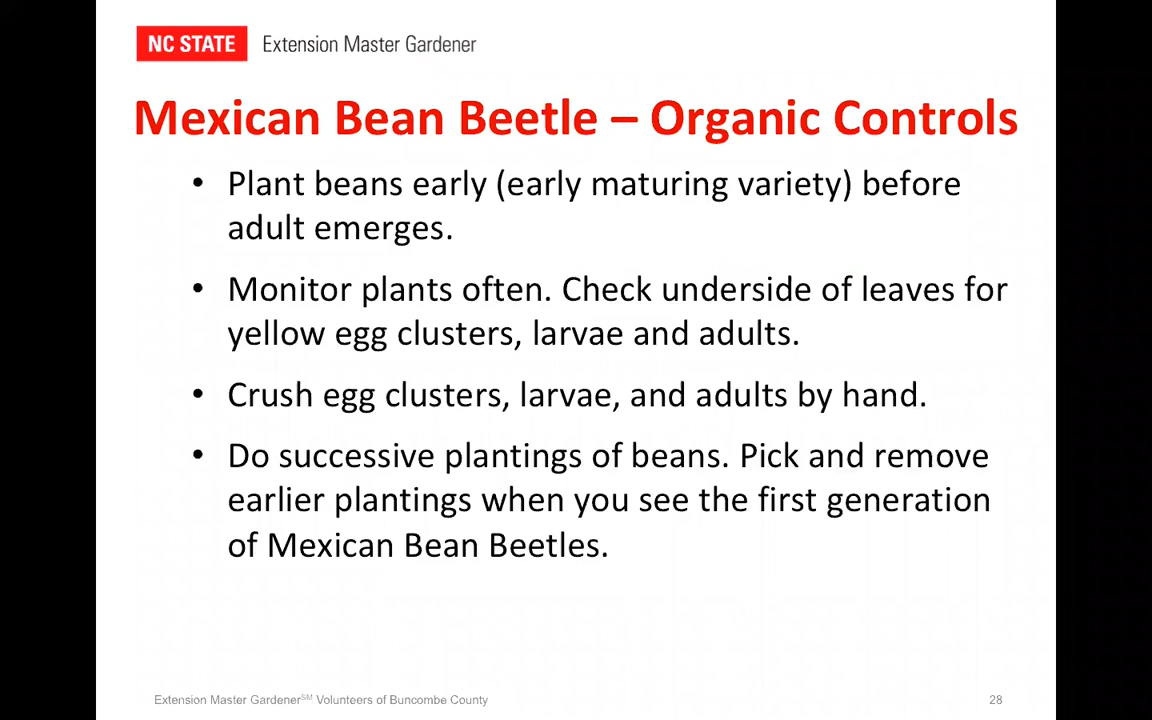 NC STATE Extension Master Gardener
Mexican Bean Beetle – Organic Controls
• Plant beans early (early maturing variety) before
adult emerges.
• Monitor plants often. Check underside of leaves for
yellow egg clusters, larvae and adults.
• Crush egg clusters, larvae, and adults by hand.
• Do successive plantings of beans. Pick and remove
earlier plantings when you see the first generation
of Mexican Bean Beetles.
Extension Master Gardener℠ Volunteers of Buncombe County 28